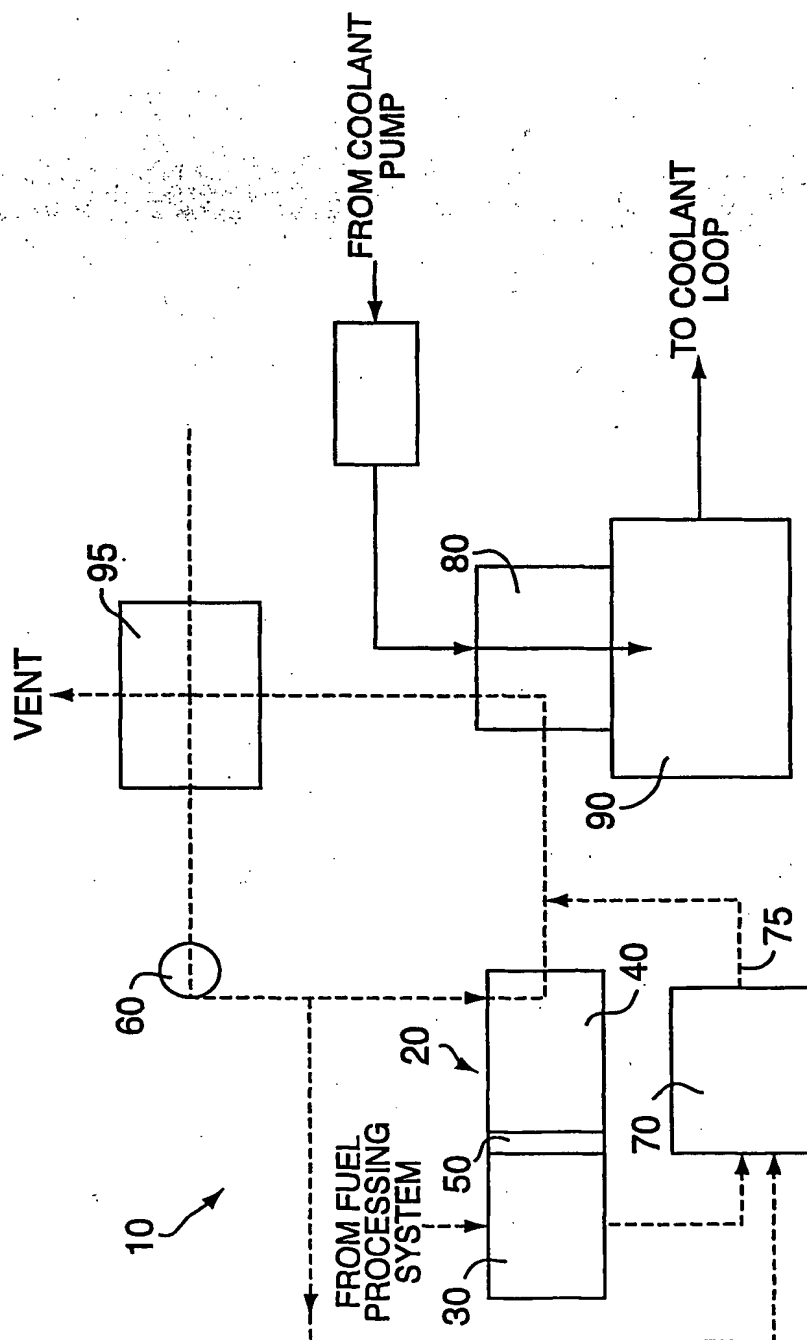 VENT
95
60
FROM COOLANT
PUMP
10
FROM FUEL
PROCESSING
SYSTEM
20
80
TO COOLANT
LOOP
30
50
40
90
70
75